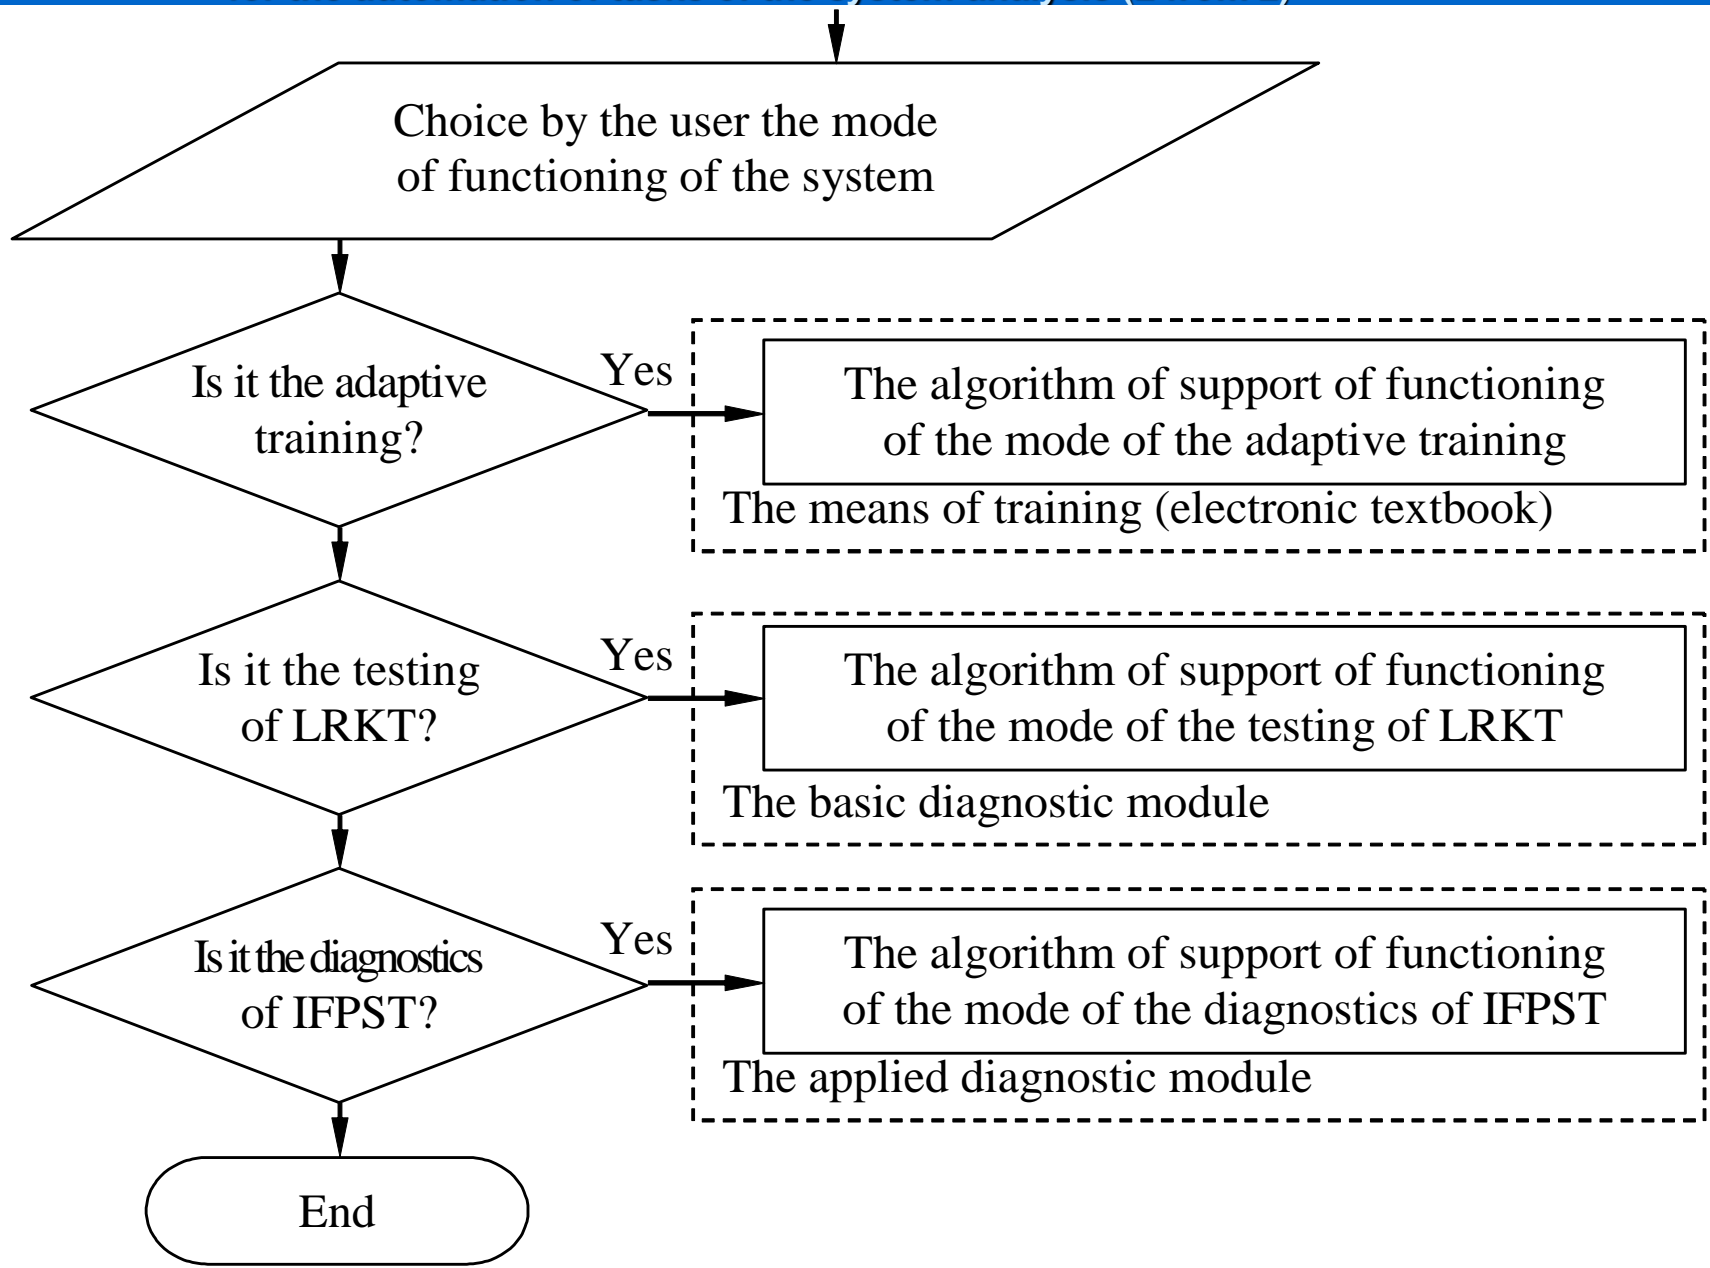 Choice by the user the mode
of functioning of the system
Is it the adaptive
training?
Yes
The algorithm of support of functioning
of the mode of the adaptive training
The means of training (electronic textbook)
Is it the testing
of LRKT?
Yes
The algorithm of support of functioning
of the mode of the testing of LRKT
The basic diagnostic module
Is it the diagnostics
of IFPST?
Yes
The algorithm of support of functioning
of the mode of the diagnostics of IFPST
The applied diagnostic module
End